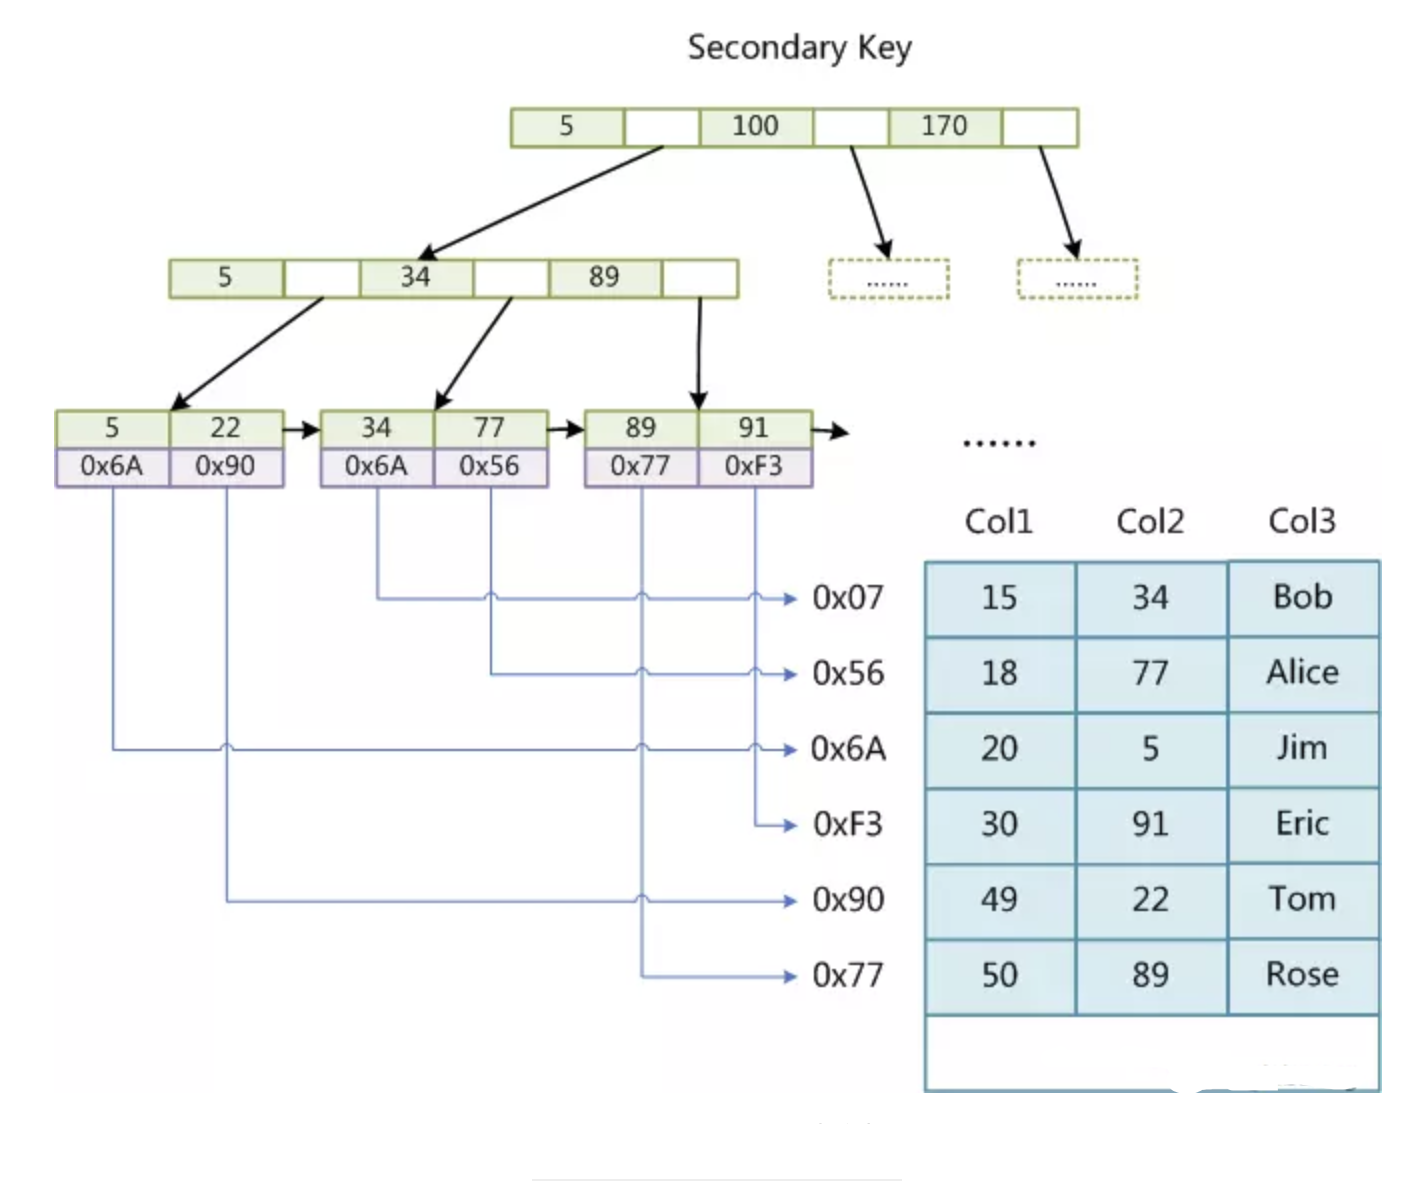 Secondary Key
5 100 170
5 34 89
...... ......
5 22 34 77 89 91
0x6A 0x90 0x6A 0x56 0x77 0xF3
......
Col1 Col2 Col3
0x07 15 34 Bob
0x56 18 77 Alice
0x6A 20 5 Jim
0xF3 30 91 Eric
0x90 49 22 Tom
0x77 50 89 Rose